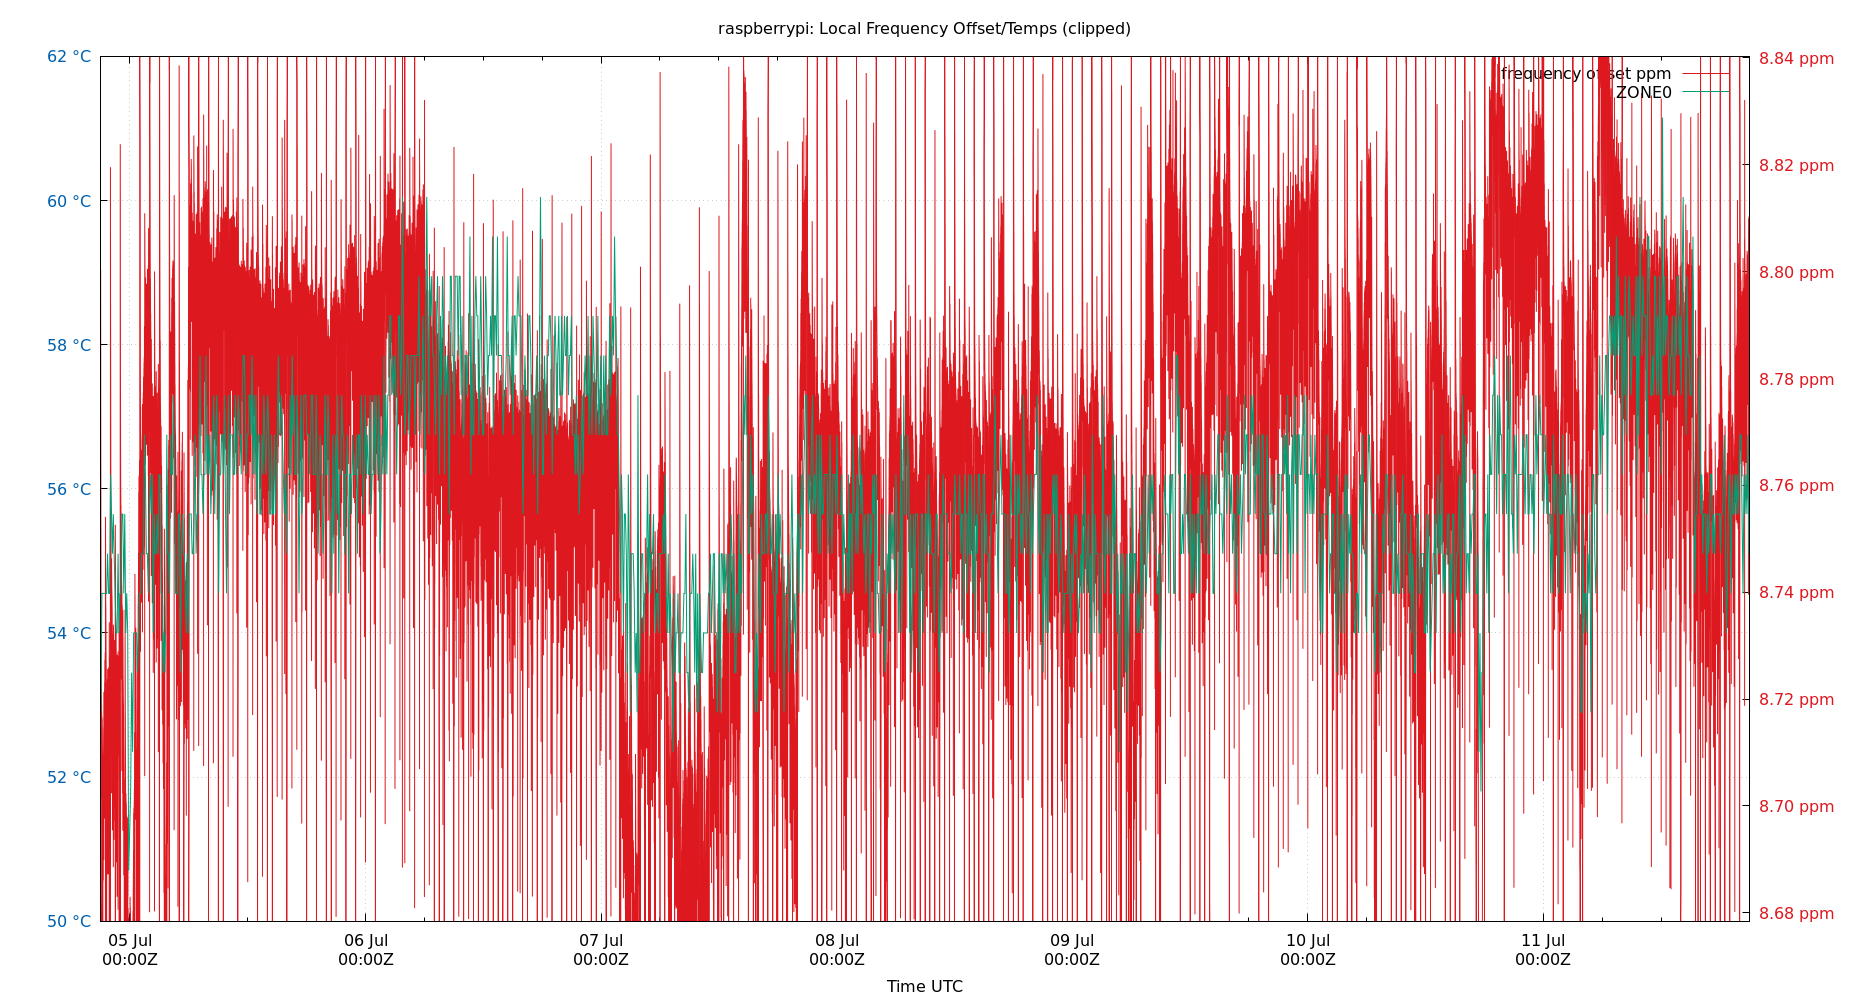 raspberrypi: Local Frequency Offset/Temps (clipped)
62 °C
60 °C
58 °C
56 °C
54 °C
52 °C
50 °C
8.84 ppm
8.82 ppm
8.80 ppm
8.78 ppm
8.76 ppm
8.74 ppm
8.72 ppm
8.70 ppm
8.68 ppm
frequency offset ppm
ZONE0
05 Jul
00:00Z
06 Jul
00:00Z
07 Jul
00:00Z
08 Jul
00:00Z
09 Jul
00:00Z
10 Jul
00:00Z
11 Jul
00:00Z
Time UTC